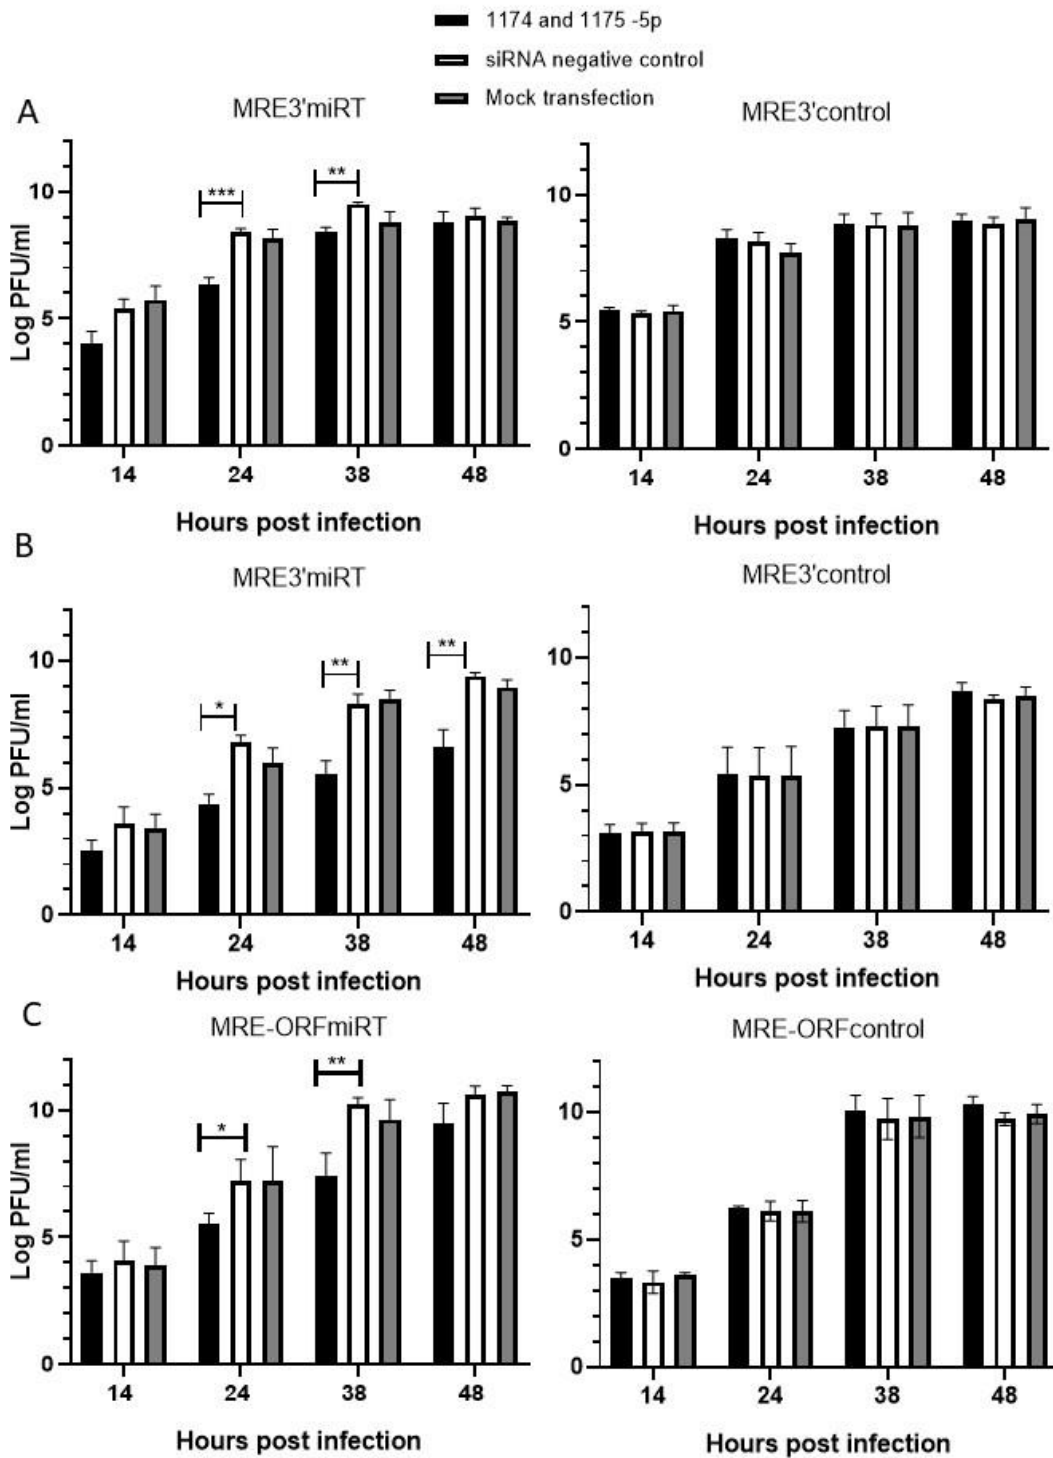 1174 and 1175 -5p
siRNA negative control
Mock transfection
A
MRE3'miRT
Log PFU/ml
10
5
0
***
**
14 24 38 48
Hours post infection
MRE3'control
10
5
0
14 24 38 48
Hours post infection
B
MRE3'miRT
Log PFU/ml
10
5
0
*
**
**
14 24 38 48
Hours post infection
MRE3'control
10
5
0
14 24 38 48
Hours post infection
C
MRE-ORFmiRT
Log PFU/ml
10
5
0
*
**
14 24 38 48
Hours post infection
MRE-ORFcontrol
10
5
0
14 24 38 48
Hours post infection